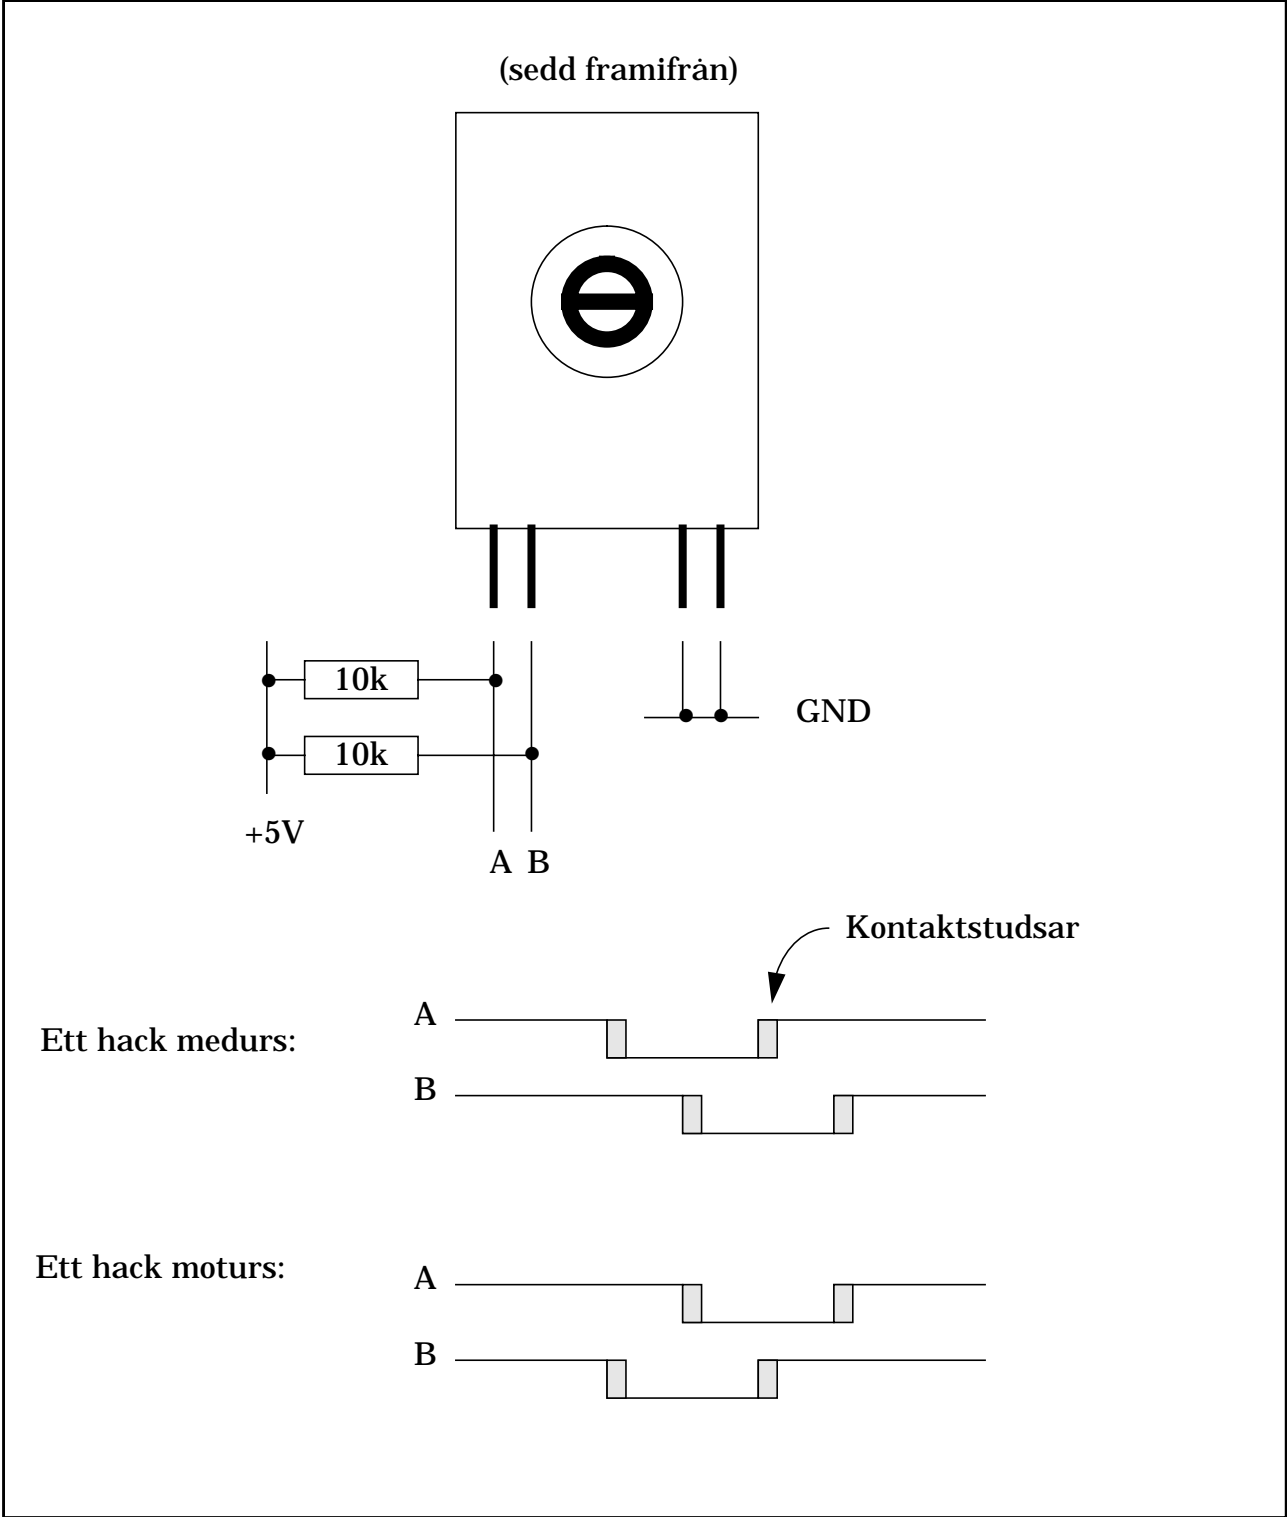 (sedd framifrån)
10k
GND
10k
+5V
A B
Kontaktstudsar
A
Ett hack medurs:
B
Ett hack moturs:
A
B